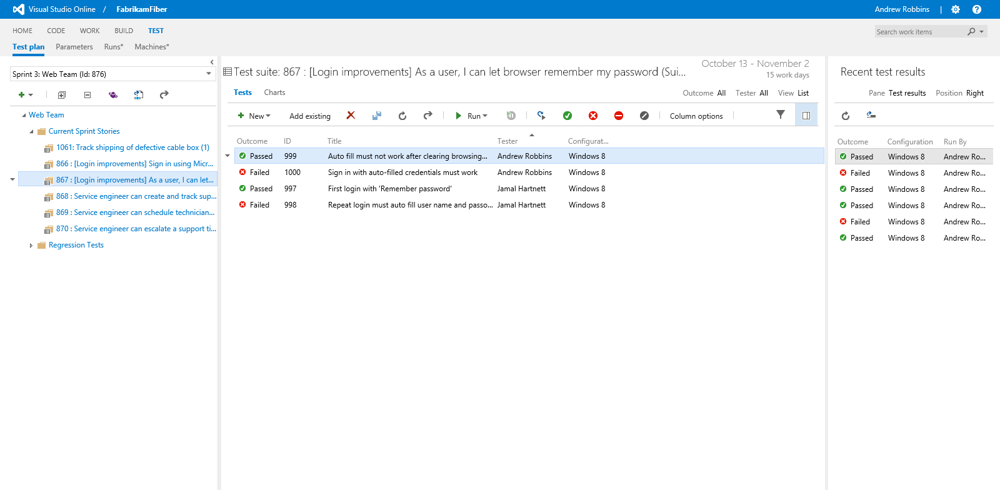 Visual Studio Online / FabrikamFiber
Andrew Robbins |
HOME CODE WORK BUILD TEST
Search work items
Test plan Parameters Runs* Machines*
Sprint 3: Web Team (Id: 876)
Web Team
Current Sprint Stories
1061: Track shipping of defective cable box (1)
866 : [Login improvements] Sign in using Micr...
867 : [Login improvements] As a user, I can let...
868 : Service engineer can create and track sup...
869 : Service engineer can schedule technician...
870 : Service engineer can escalate a support ti...
Regression Tests
Test suite: 867 : [Login improvements] As a user, I can let browser remember my password (Sui...
October 13 - November 2
15 work days
Tests Charts
Outcome All Tester All View List
New Add existing Run Column options
Outcome ID Title Tester Configurat...
Passed 999 Auto fill must not work after clearing browsing... Andrew Robbins Windows 8
Failed 1000 Sign in with auto-filled credentials must work Andrew Robbins Windows 8
Passed 997 First login with 'Remember password' Jamal Hartnett Windows 8
Failed 998 Repeat login must auto fill user name and passo... Jamal Hartnett Windows 8
Recent test results
Pane Test results Position Right
Outcome Configuration Run By
Passed Windows 8 Andrew Ro...
Failed Windows 8 Andrew Ro...
Passed Windows 8 Andrew Ro...
Passed Windows 8 Andrew Ro...
Failed Windows 8 Andrew Ro...
Passed Windows 8 Andrew Ro...